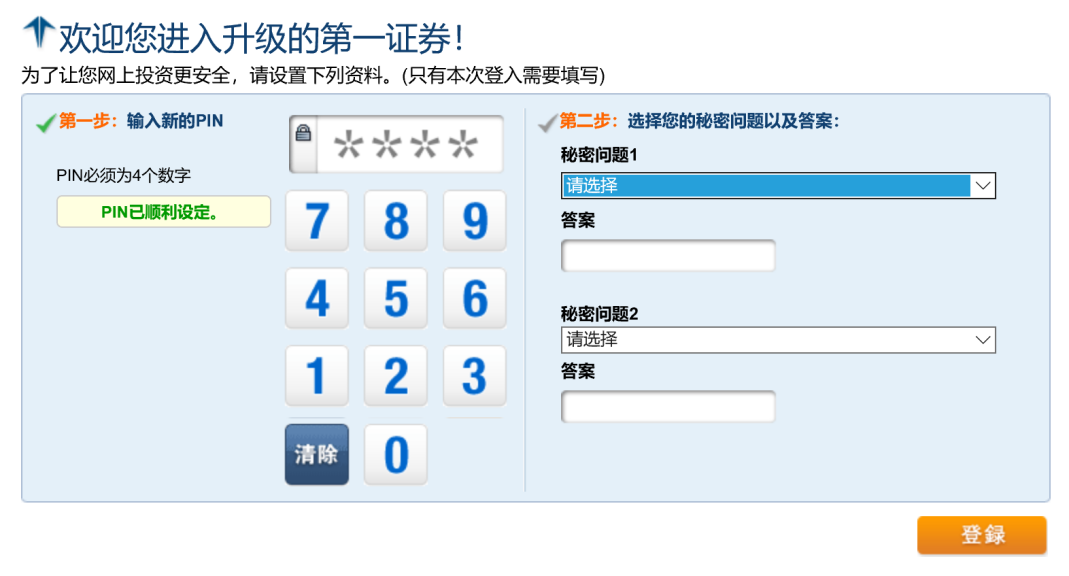 欢迎您进入升级的第一证券！
为了让您网上投资更安全，请设置下列资料。(只有本次登入需要填写)
第一步：输入新的PIN
PIN必须为4个数字
PIN已顺利设定。
****
7 8 9
4 5 6
1 2 3
清除 0
第二步：选择您的秘密问题以及答案：
秘密问题1
请选择
答案
秘密问题2
请选择
答案
登録